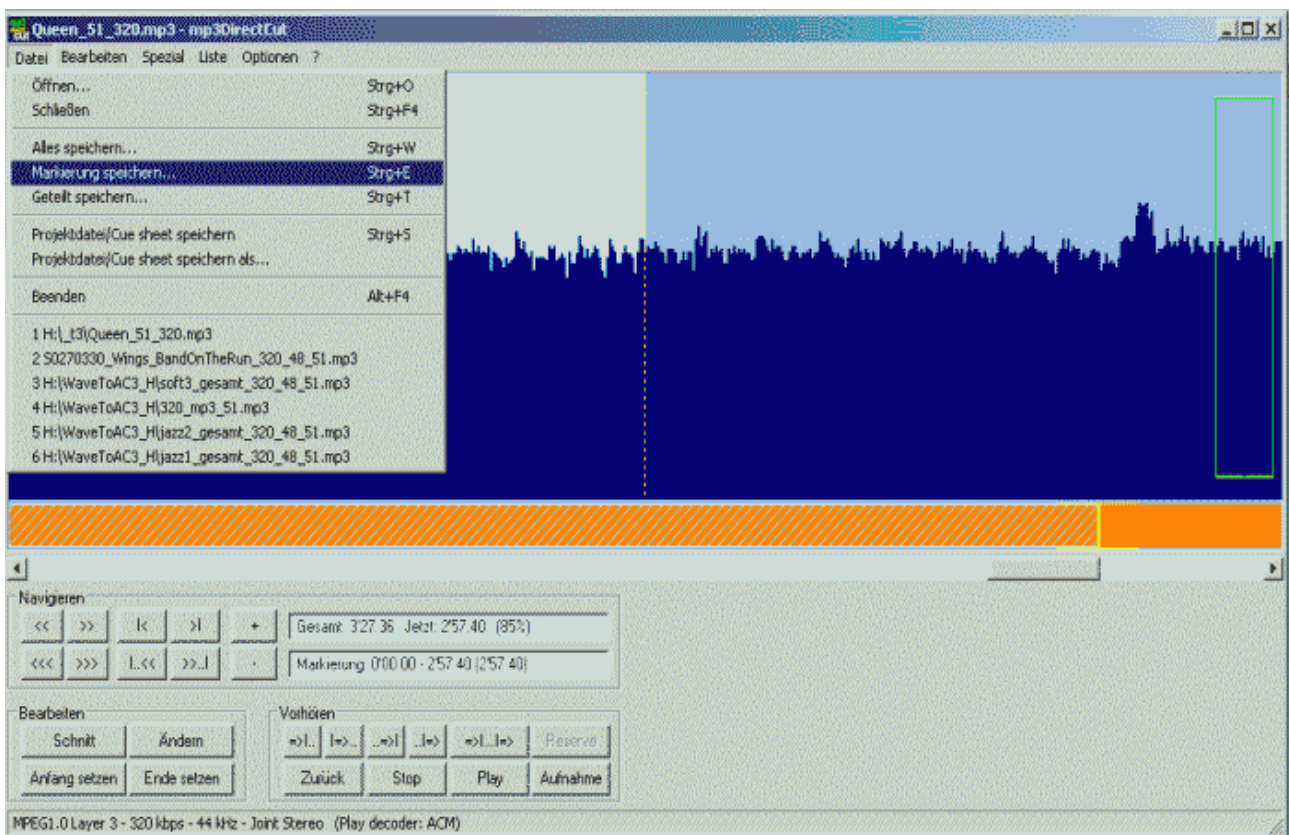 Queen_51_320.mp3 - mp3DirectCut
Datei Bearbeiten Spezial Liste Optionen ?
Öffnen... Strg+O
Schließen Strg+F4
Alles speichern... Strg+W
Markierung speichern... Strg+E
Geteilt speichern... Strg+T
Projektdatei/Cue sheet speichern Strg+S
Projektdatei/Cue sheet speichern als...
Beenden Alt+F4
1 H:\_t3\Queen_51_320.mp3
2 S0270330_Wings_BandOnTheRun_320_48_51.mp3
3 H:\WaveToAC3_H\soft3_gesamt_320_48_51.mp3
4 H:\WaveToAC3_H\320_mp3_51.mp3
5 H:\WaveToAC3_H\jazz2_gesamt_320_48_51.mp3
6 H:\WaveToAC3_H\jazz1_gesamt_320_48_51.mp3
Navigieren
<< >> |< >| + Gesamt: 3'27.36 Jetzt: 2'57.40 (85%)
<<< >>> |..<< >>..| - Markierung: 0'00.00 - 2'57.40 (2'57.40)
Bearbeiten Vorhören
Schnitt Ändern =>|.. |=>.. ..=>| ..|=> =>|...|=> Reserve
Anfang setzen Ende setzen Zurück Stop Play Aufnahme
MPEG1.0 Layer 3 - 320 kbps - 44 kHz - Joint Stereo (Play decoder: ACM)